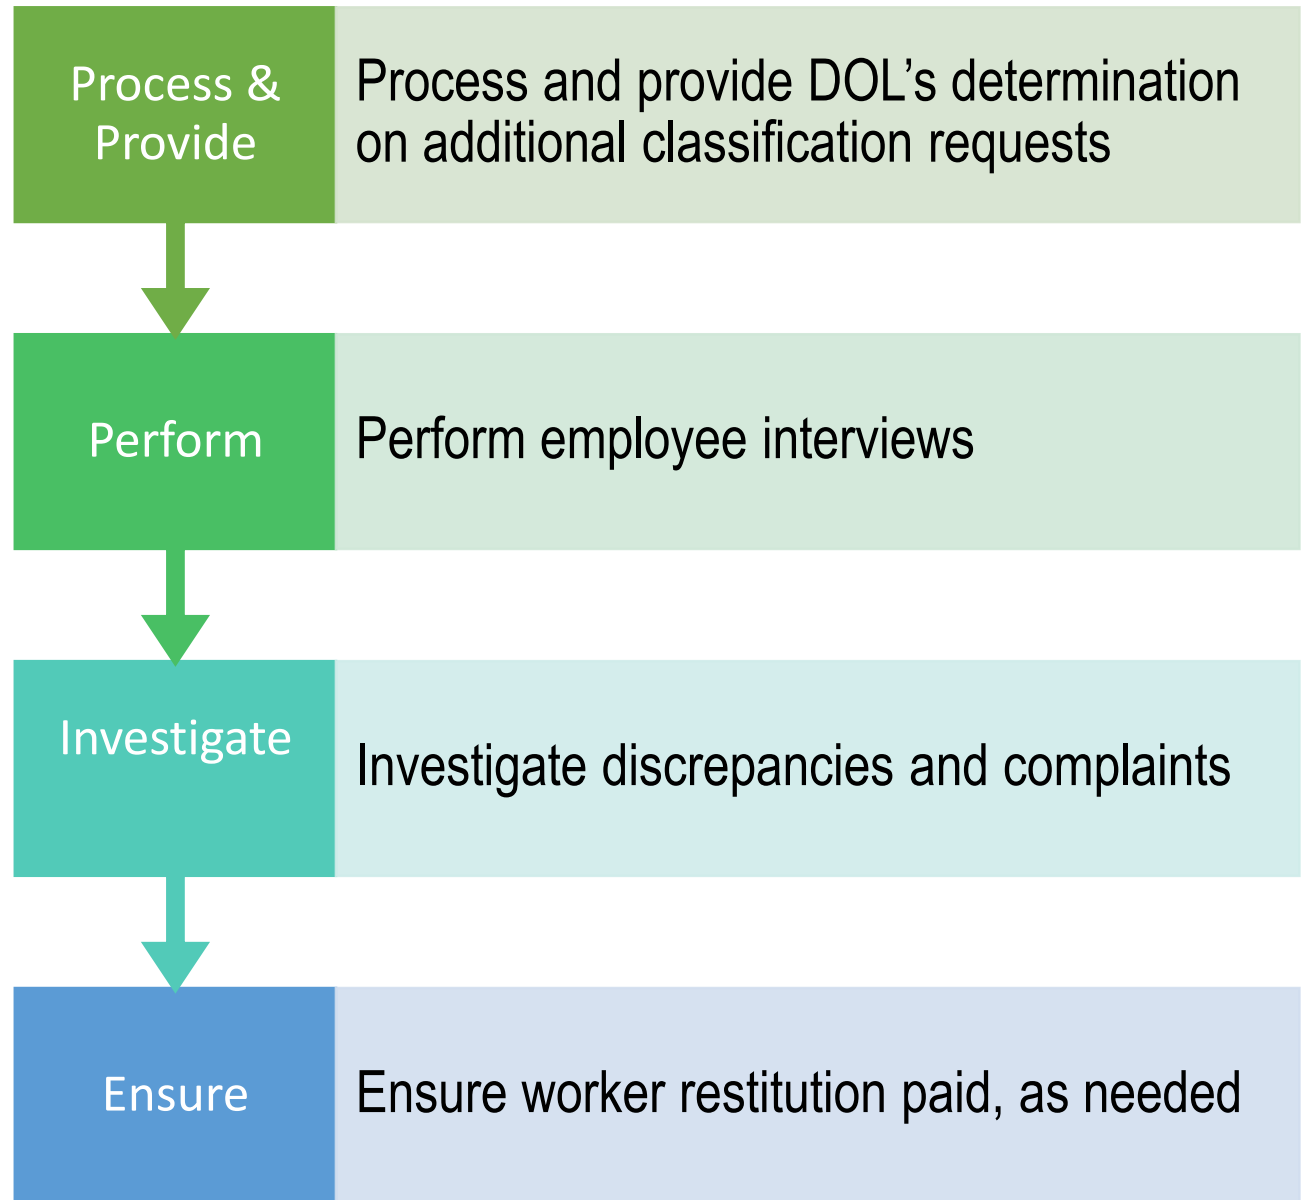 Process &
Provide
Process and provide DOL’s determination
on additional classification requests
Perform
Perform employee interviews
Investigate
Investigate discrepancies and complaints
Ensure
Ensure worker restitution paid, as needed